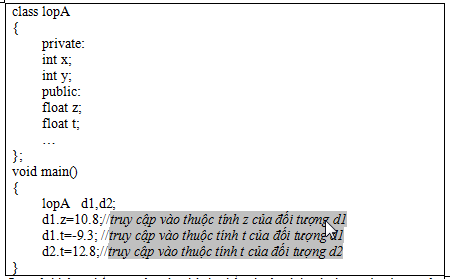 class lopA
{
private:
int x;
int y;
public:
float z;
float t;
…
};
void main()
{
lopA d1,d2;
d1.z=10.8;//truy cập vào thuộc tính z của đối tượng d1
d1.t=-9.3; //truy cập vào thuộc tính t của đối tượng d1
d2.t=12.8;//truy cập vào thuộc tính t của đối tượng d2
}